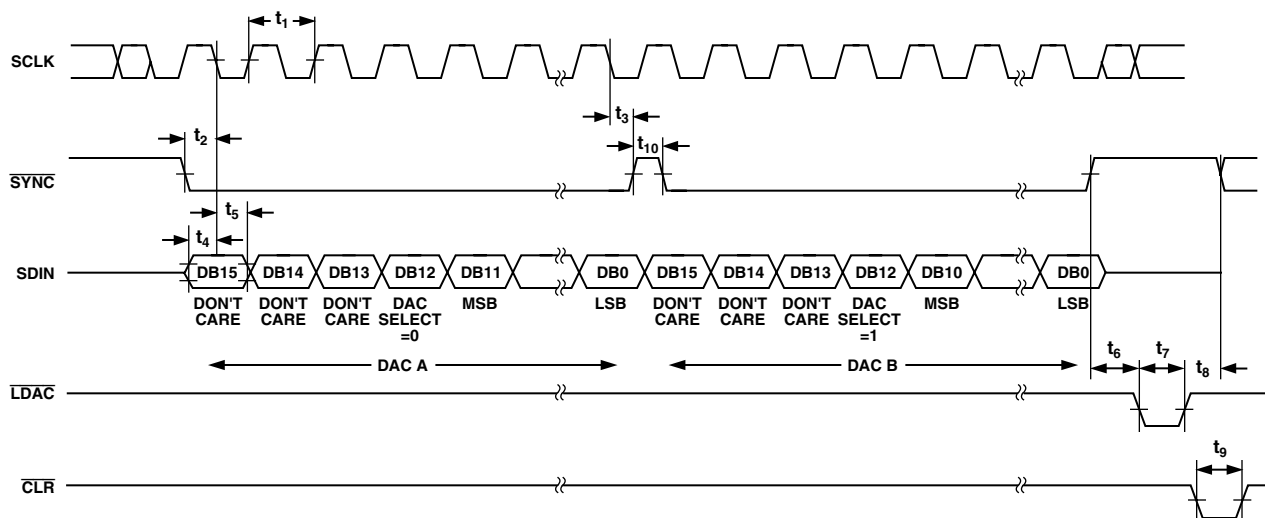 t1
SCLK
t3
t2
t10
SYNC
t5
t4
SDIN
DB15 DB14 DB13 DB12 DB11 DB0 DB15 DB14 DB13 DB12 DB10 DB0
DON'T CARE DON'T CARE DON'T CARE DAC SELECT =0 MSB LSB DON'T CARE DON'T CARE DON'T CARE DAC SELECT =1 MSB LSB
t6 t7 t8
DAC A DAC B
LDAC
t9
CLR